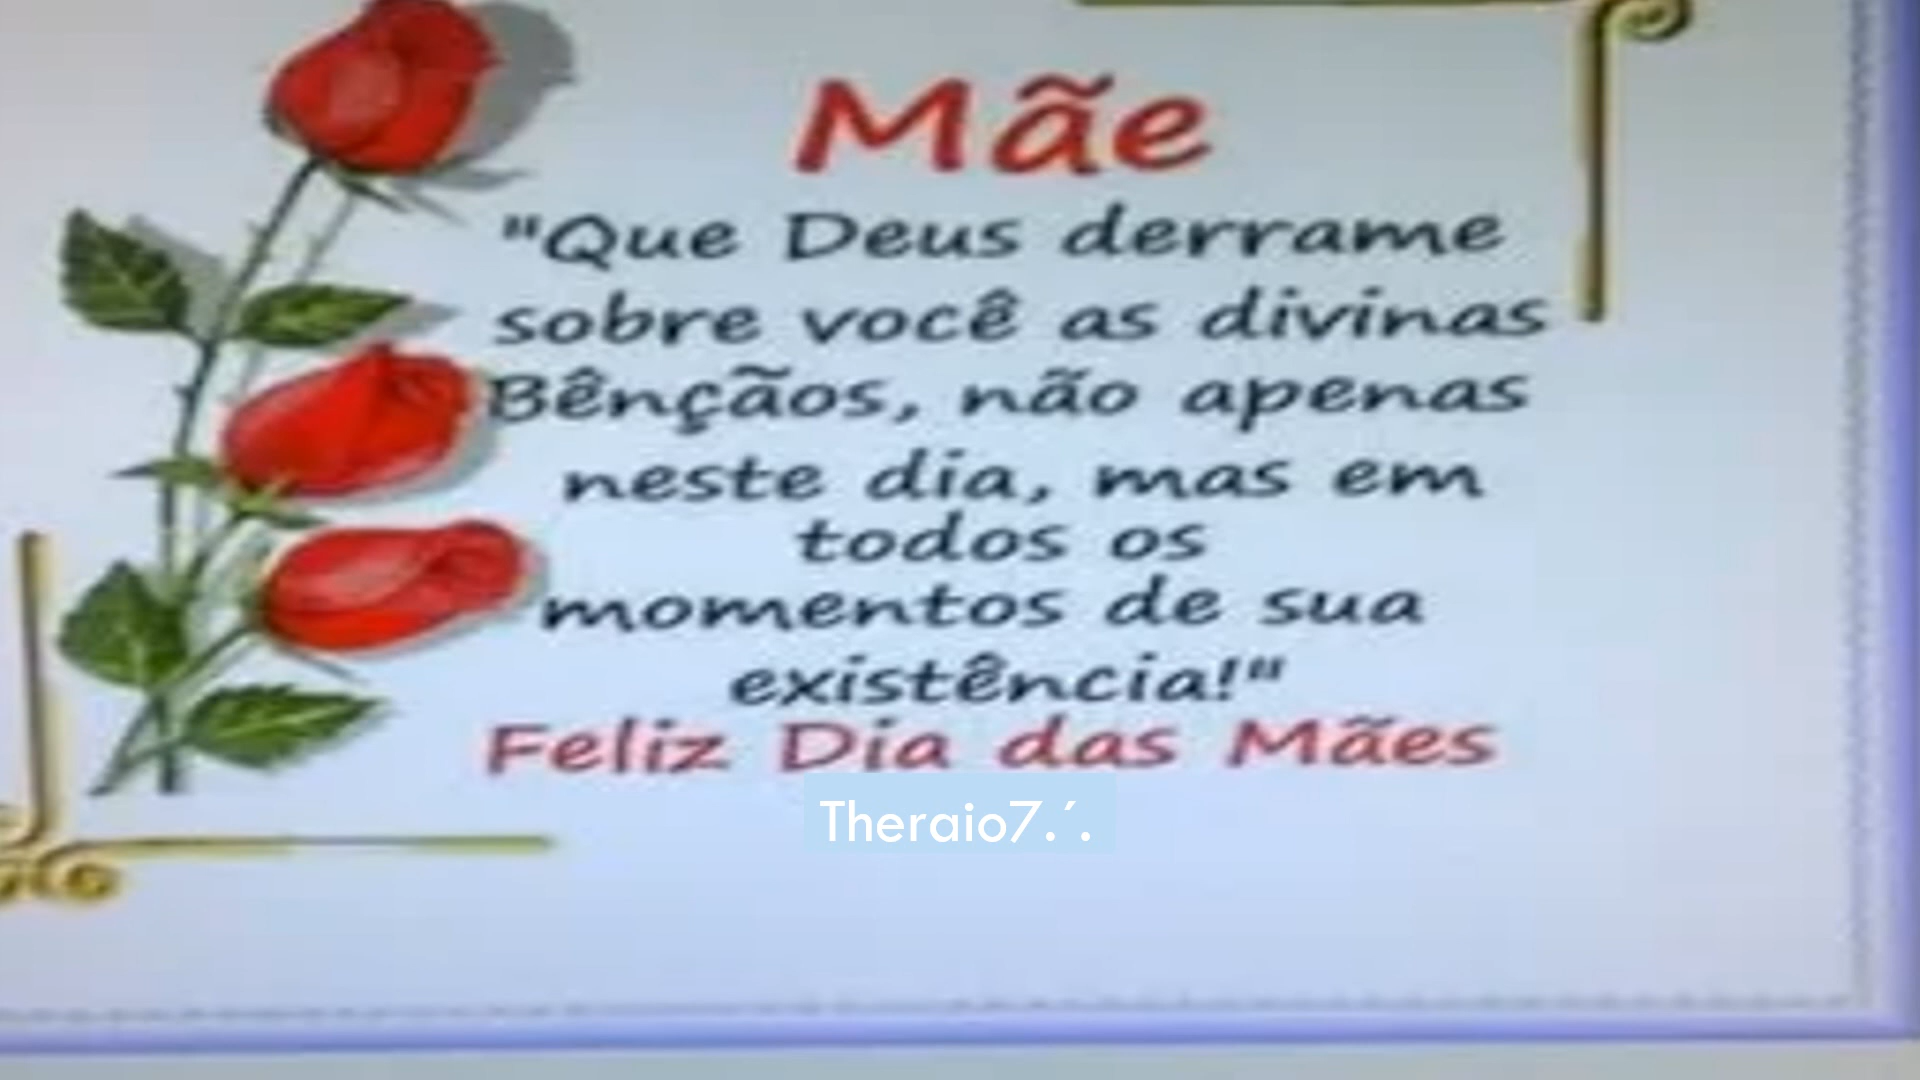 Mãe
"Que Deus derrame
sobre você as divinas
Bênçãos, não apenas
neste dia, mas em
todos os
momentos de sua
existência!"
Feliz Dia das Mães
Theraio7.´.